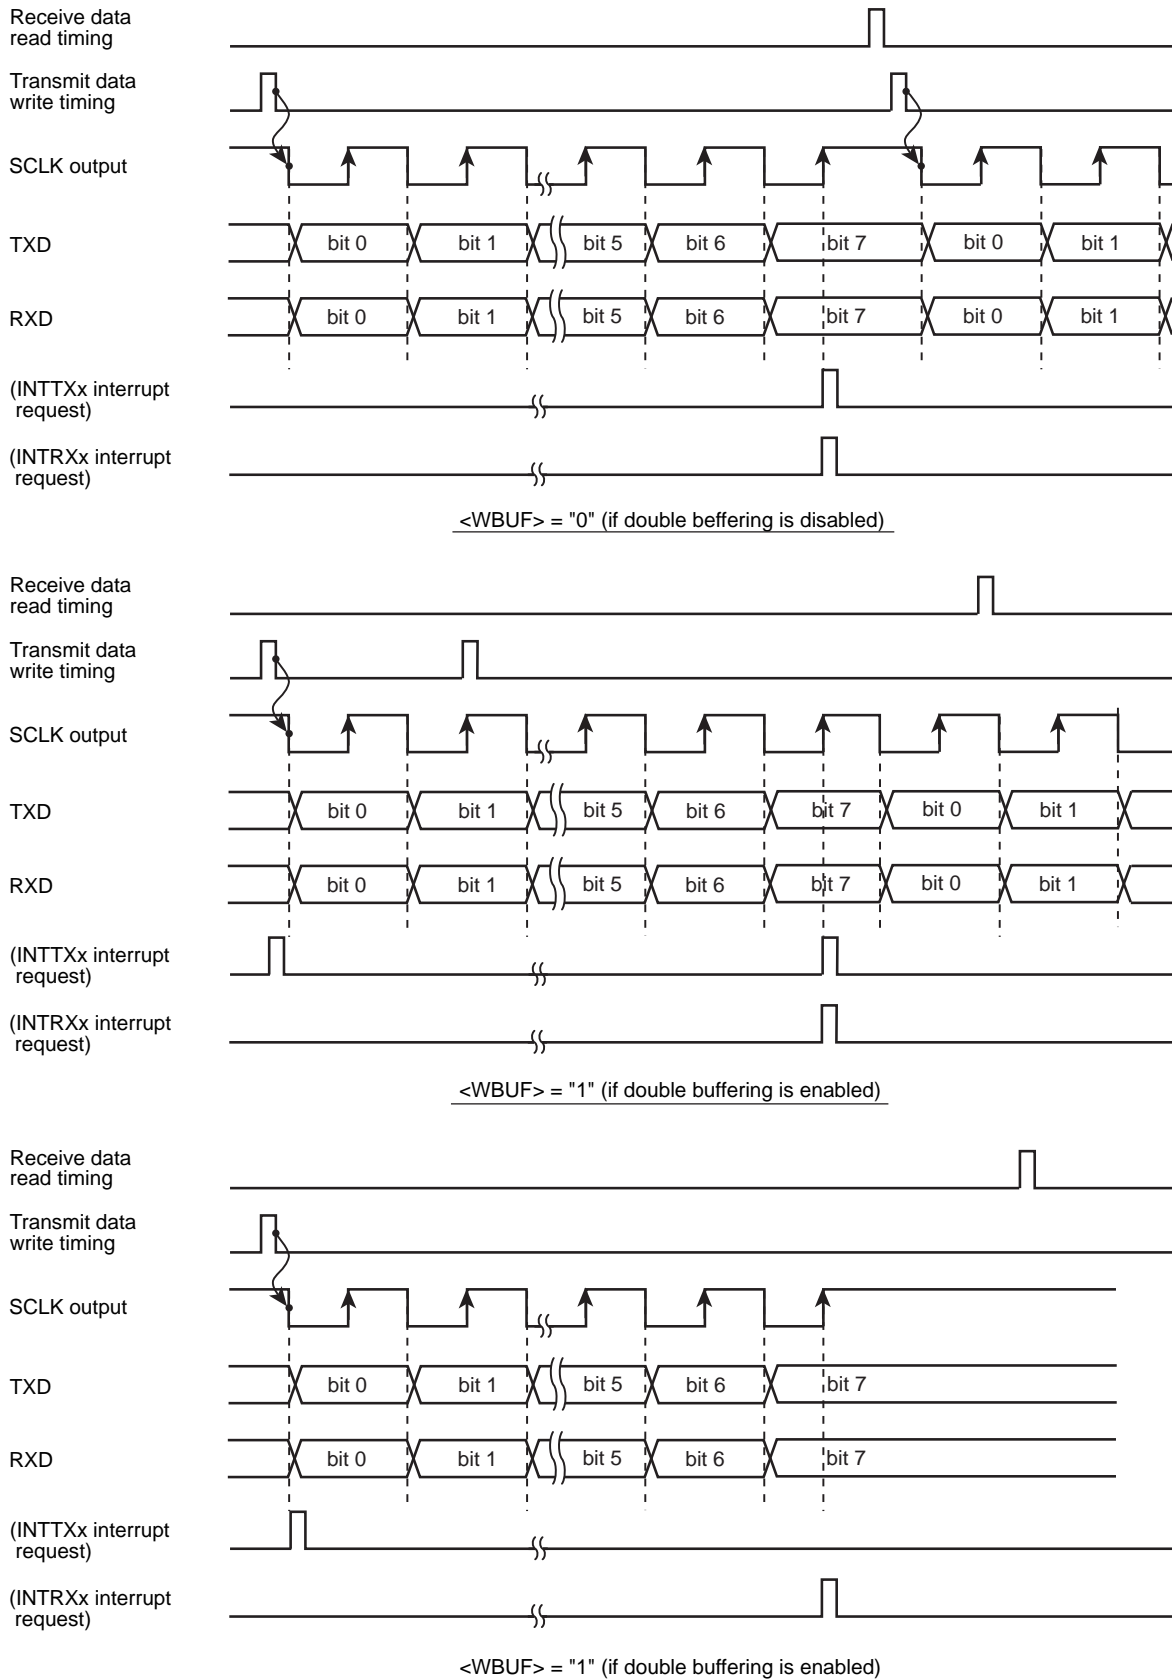 Receive data
read timing
Transmit data
write timing
SCLK output
TXD
bit 0 bit 1 bit 5 bit 6 bit 7 bit 0 bit 1
RXD
bit 0 bit 1 bit 5 bit 6 bit 7 bit 0 bit 1
(INTTXx interrupt
request)
(INTRXx interrupt
request)
<WBUF> = "0" (if double beffering is disabled)
Receive data
read timing
Transmit data
write timing
SCLK output
TXD
bit 0 bit 1 bit 5 bit 6 bit 7 bit 0 bit 1
RXD
bit 0 bit 1 bit 5 bit 6 bit 7 bit 0 bit 1
(INTTXx interrupt
request)
(INTRXx interrupt
request)
<WBUF> = "1" (if double buffering is enabled)
Receive data
read timing
Transmit data
write timing
SCLK output
TXD
bit 0 bit 1 bit 5 bit 6 bit 7
RXD
bit 0 bit 1 bit 5 bit 6 bit 7
(INTTXx interrupt
request)
(INTRXx interrupt
request)
<WBUF> = "1" (if double buffering is enabled)